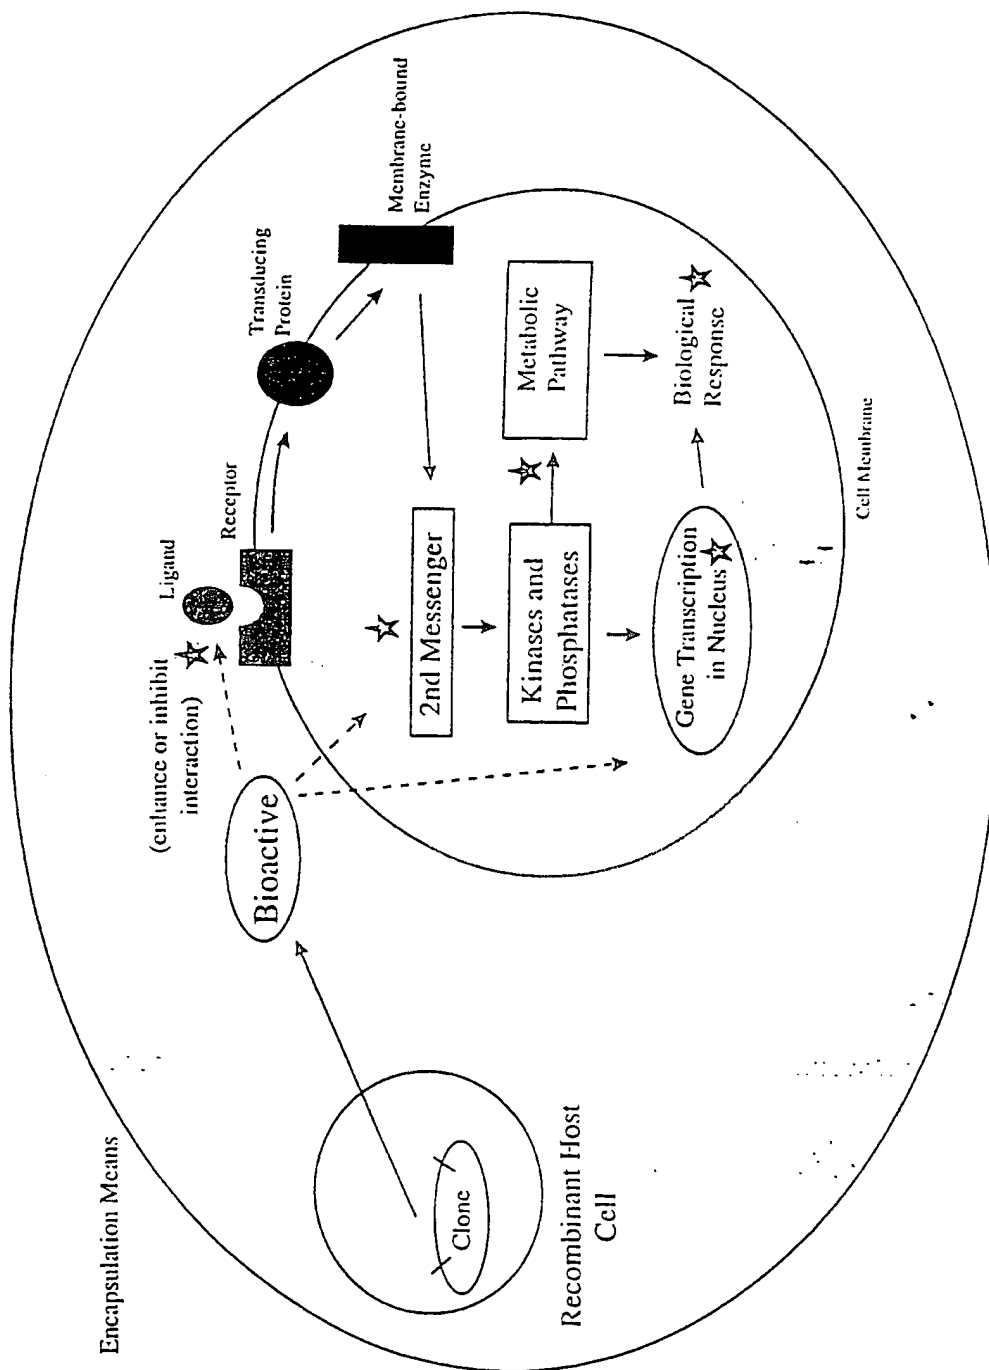 Encapsulation Means
(enhance or inhibit
interaction)
Ligand
Receptor
Transducing
Protein
Membrane-bound
Enzyme
Bioactive
2nd Messenger
Kinases and
Phosphatases
Metabolic
Pathway
Gene Transcription
in Nucleus
Biological
Response
Cell Membrane
Clone
Recombinant Host
Cell